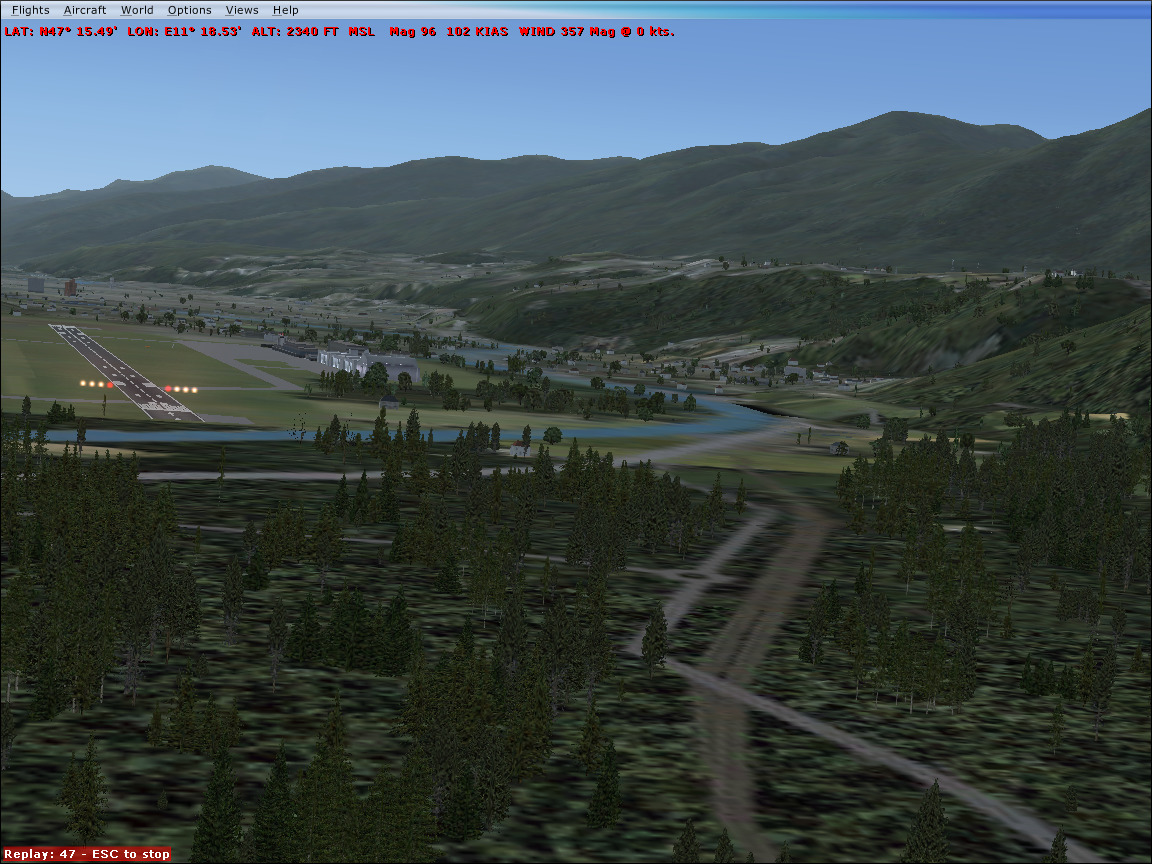 Flights Aircraft World Options Views Help
LAT: N47° 15.49' LON: E11° 18.53' ALT: 2340 FT MSL Mag 96 102 KIAS WIND 357 Mag @ 0 kts.
Replay: 47 - ESC to stop